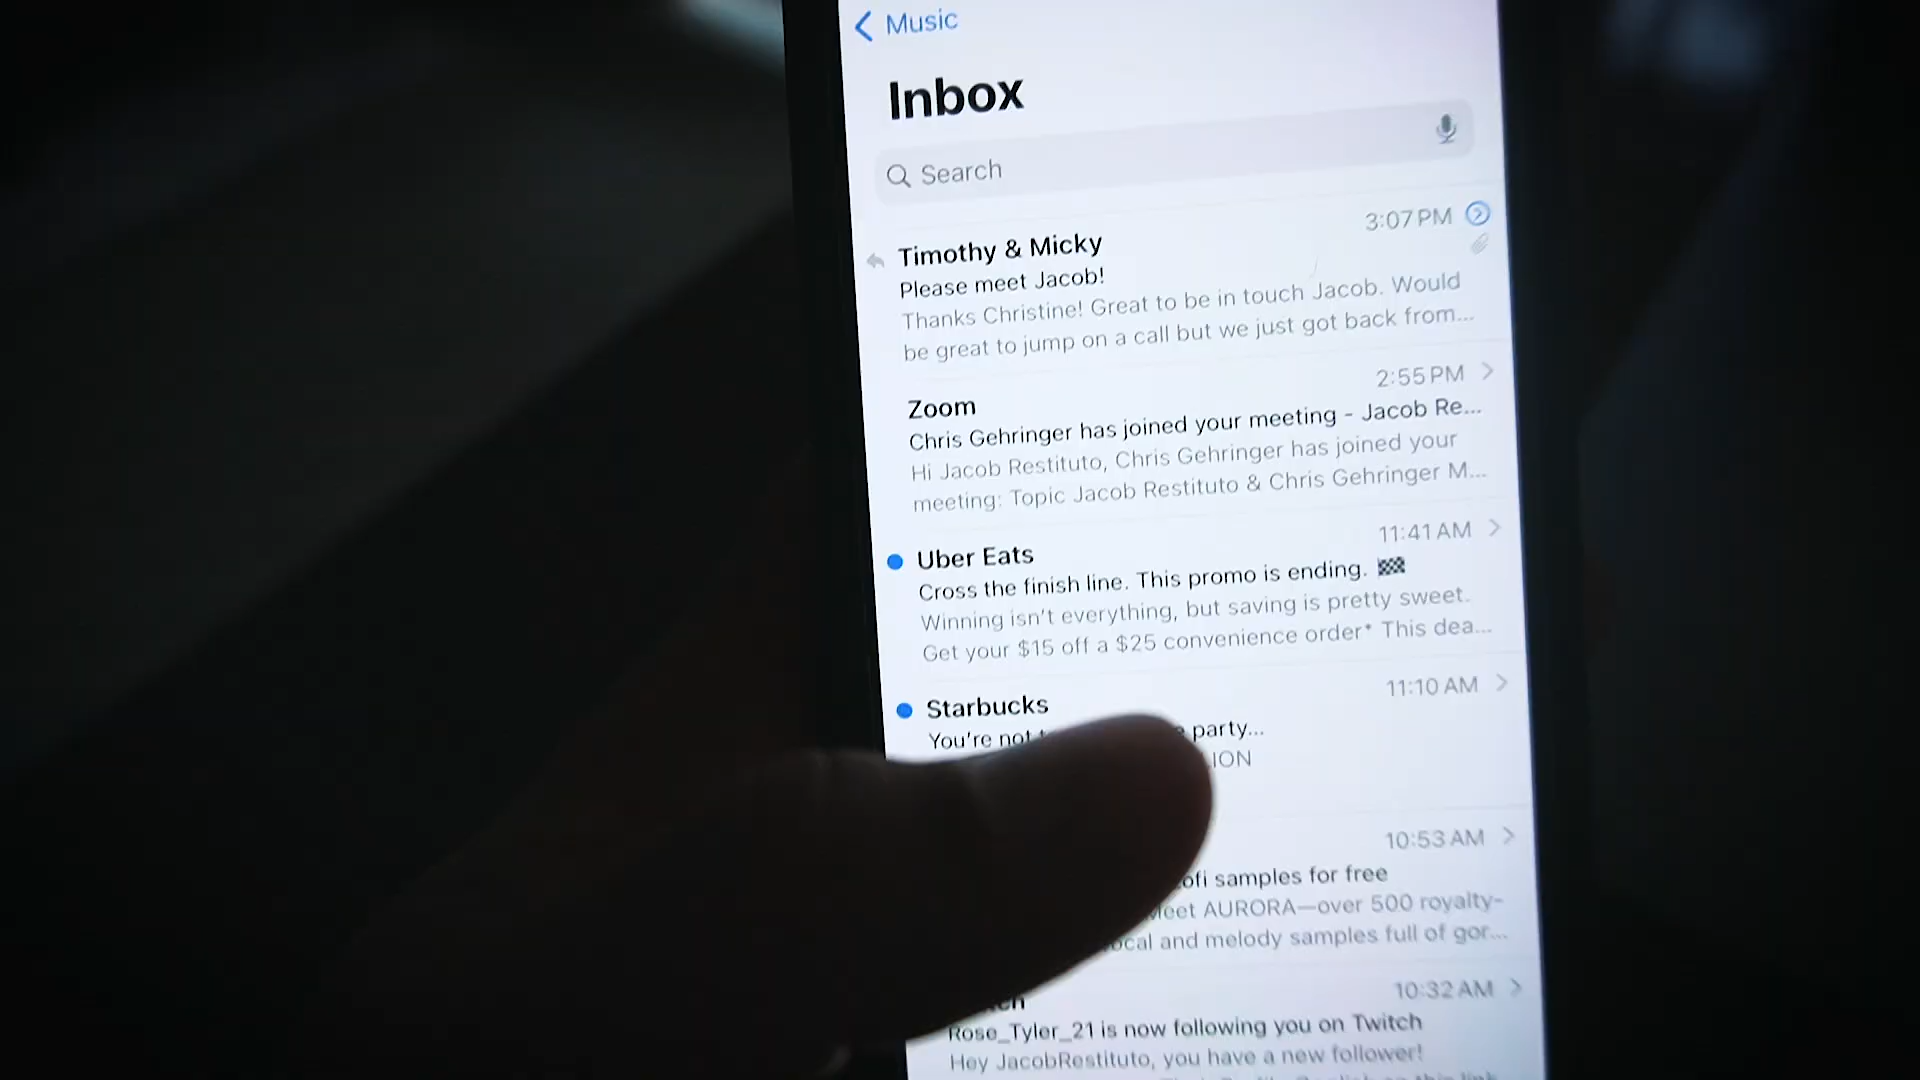 Music
Inbox
Search
3:07 PM
Timothy & Micky
Please meet Jacob!
Thanks Christine! Great to be in touch Jacob. Would
be great to jump on a call but we just got back from...
2:55 PM
Zoom
Chris Gehringer has joined your meeting - Jacob Re...
Hi Jacob Restituto, Chris Gehringer has joined your
meeting: Topic Jacob Restituto & Chris Gehringer M...
11:41 AM
Uber Eats
Cross the finish line. This promo is ending. 🏁
Winning isn't everything, but saving is pretty sweet.
Get your $15 off a $25 convenience order* This dea...
11:10 AM
Starbucks
You're not party...
10:53 AM
samples for free
AURORA—over 500 royalty-
and melody samples full of gor...
10:32 AM
Rose_Tyler_21 is now following you on Twitch
Hey JacobRestituto, you have a new follower!